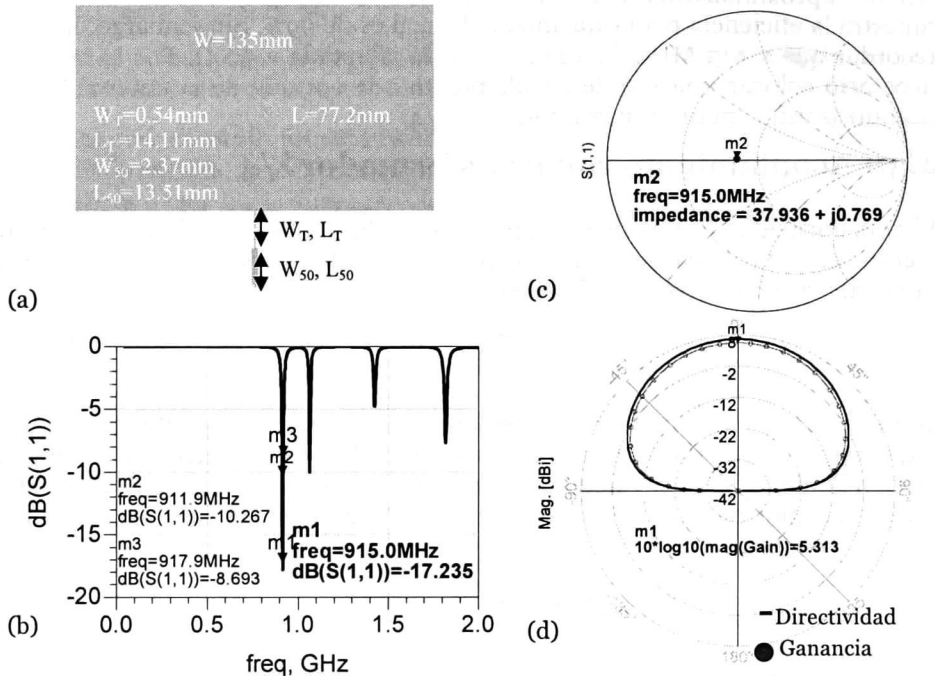 W=135mm
W_T=0,54mm L=77,2mm
L_T=14.11mm
W_50=2.37mm
L_50=13.51mm
W_T, L_T
W_50, L_50
(a)
S(1,1)
m2
m2
freq=915.0MHz
impedance = 37.936 + j0.769
(c)
dB(S(1,1))
0
-5
-10
-15
-20
m3
m2
m1
m2
freq=911.9MHz
dB(S(1,1))=-10.267
m3
freq=917.9MHz
dB(S(1,1))=-8.693
m1
freq=915.0MHz
dB(S(1,1))=-17.235
0.0 0.5 1.0 1.5 2.0
freq, GHz
(b)
m1
8
-2
-12
-22
-32
-42
-45°
45°
90°
180°
Mag. [dBi]
m1
10*log10(mag(Gain))=5.313
Directividad
Ganancia
(d)